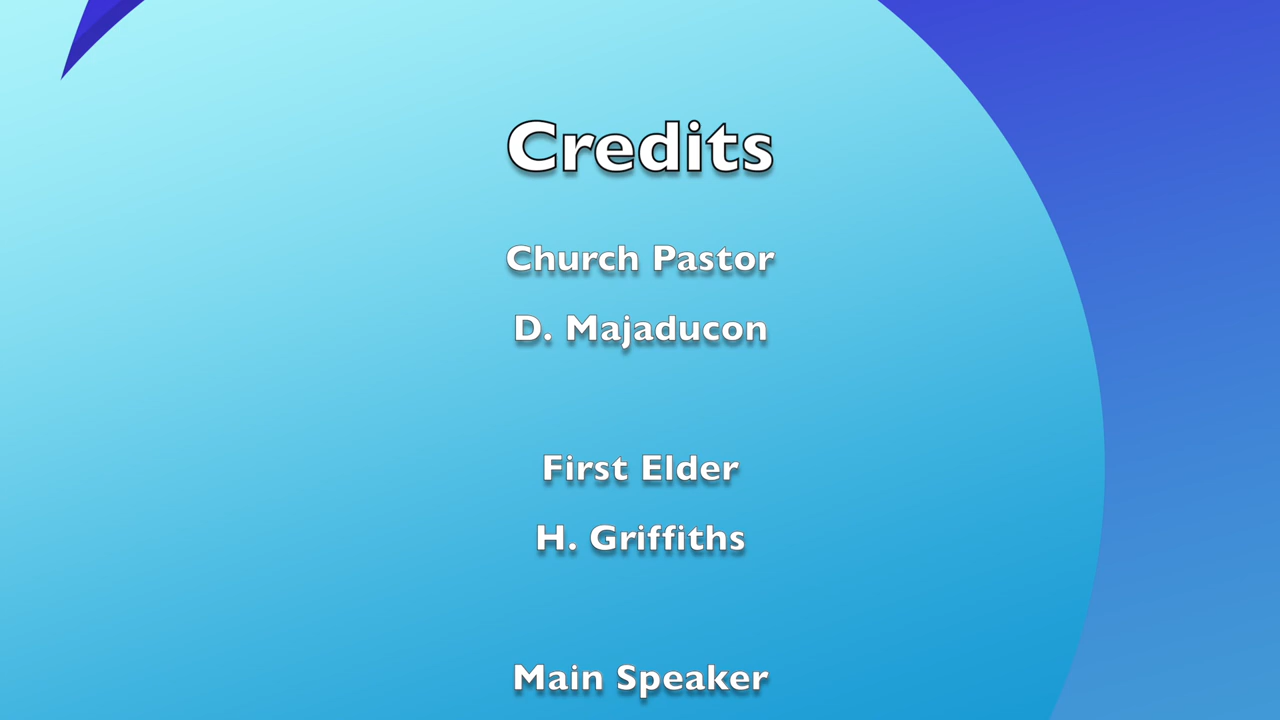 Credits
Church Pastor
D. Majaducon
First Elder
H. Griffiths
Main Speaker